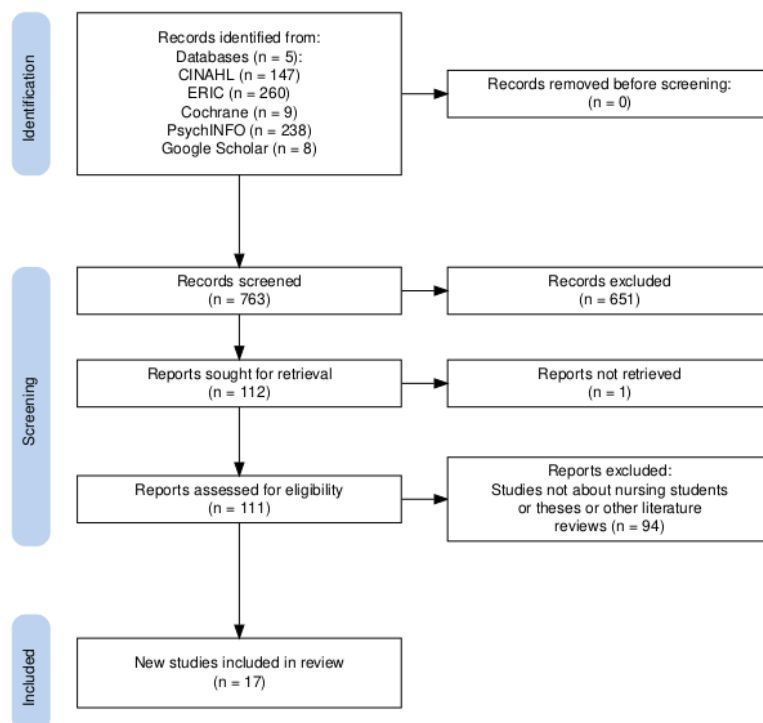 Identification
Records identified from:
Databases (n = 5):
CINAHL (n = 147)
ERIC (n = 260)
Cochrane (n = 9)
PsychINFO (n = 238)
Google Scholar (n = 8)
Records removed before screening:
(n = 0)
Screening
Records screened
(n = 763)
Records excluded
(n = 651)
Reports sought for retrieval
(n = 112)
Reports not retrieved
(n = 1)
Reports assessed for eligibility
(n = 111)
Reports excluded:
Studies not about nursing students
or theses or other literature
reviews (n = 94)
Included
New studies included in review
(n = 17)